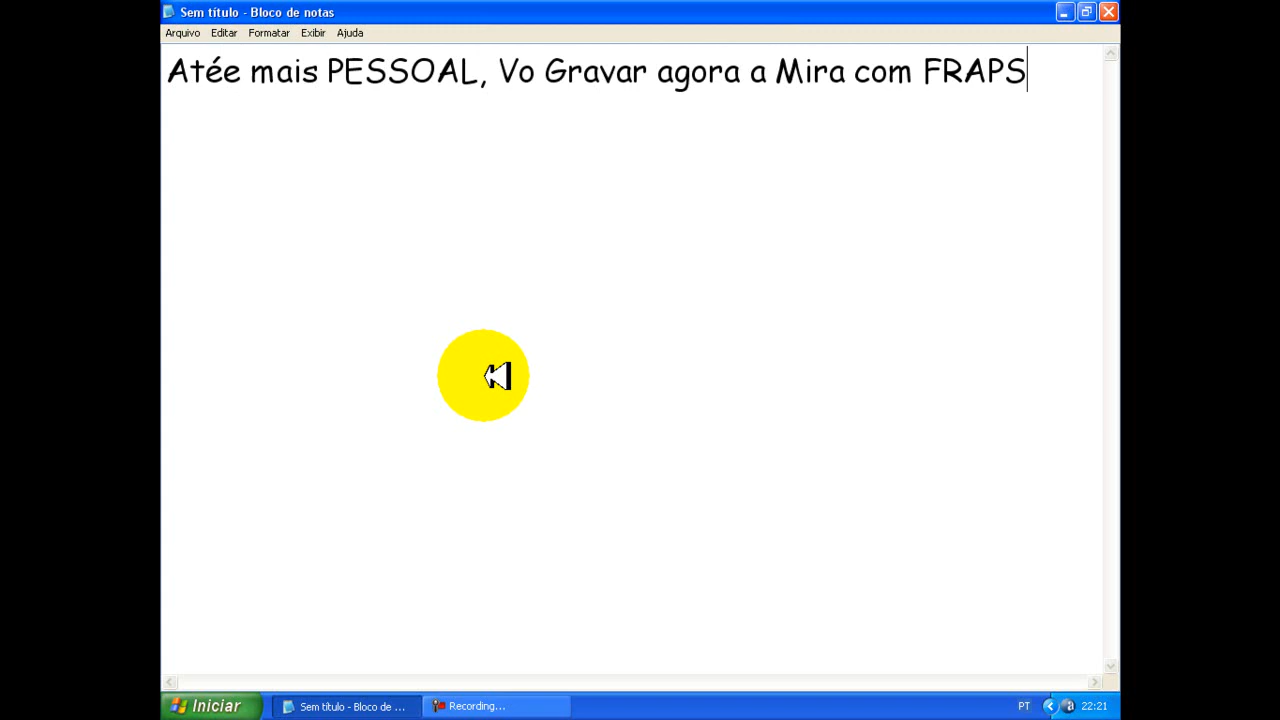 Sem título - Bloco de notas
Arquivo Editar Formatar Exibir Ajuda
Atée mais PESSOAL, Vo Gravar agora a Mira com FRAPS
Iniciar Sem título - Bloco de ... Recording... PT a 22:21